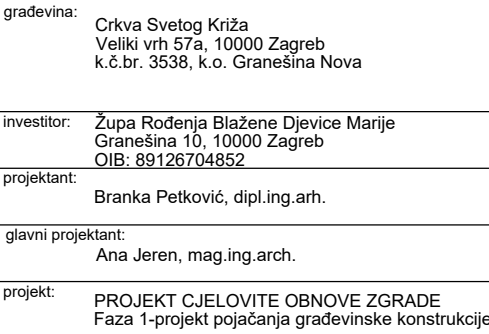 građevina:
Crkva Svetog Križa
Veliki vrh 57a, 10000 Zagreb
k.č.br. 3538, k.o. Granešina Nova
investitor:
Župa Rođenja Blažene Djevice Marije
Granešina 10, 10000 Zagreb
OIB: 89126704852
projektant:
Branka Petković, dipl.ing.arh.
glavni projektant:
Ana Jeren, mag.ing.arch.
projekt:
PROJEKT CJELOVITE OBNOVE ZGRADE
Faza 1-projekt pojačanja građevinske konstrukcije